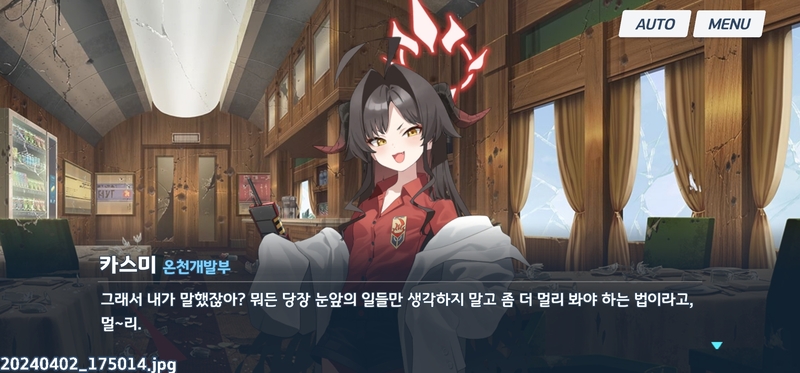 AUTO
MENU
카스미 온천개발부
그래서 내가 말했잖아? 뭐든 당장 눈앞의 일들만 생각하지 말고 좀 더 멀리 봐야 하는 법이라고,
멀~리.
20240402_175014.jpg